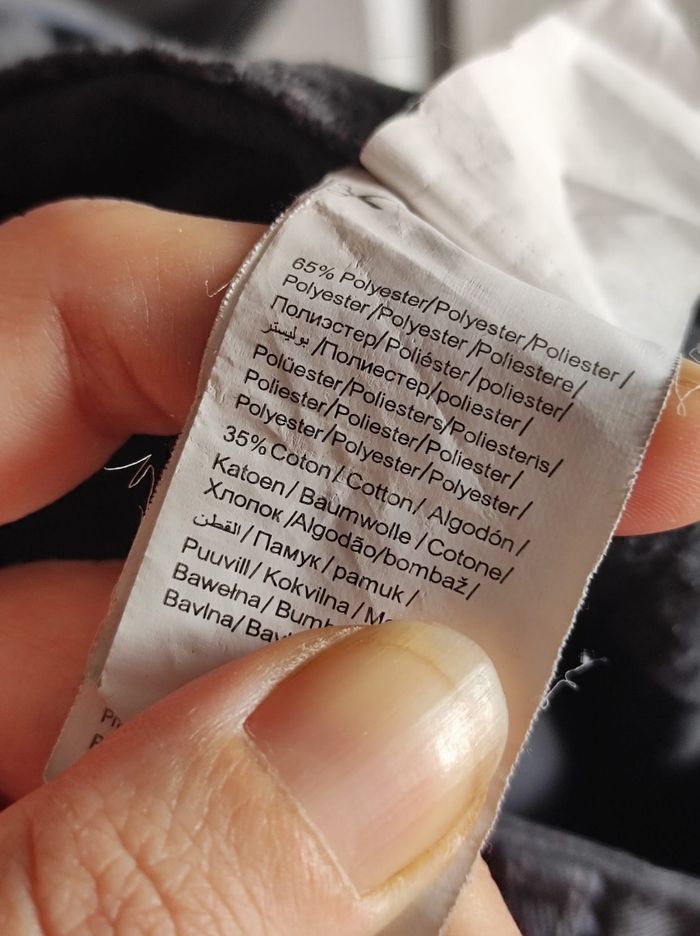 65% Polyester/Polyester/Poliester/
Polyester/Polyester/Poliestere/
Полиэстер/Poliéster/poliester/
بوليستر/Полиестер/poliester/
Polüester/Poliesters/Poliesteris/
Poliester/Poliester/Poliester/
Polyester/Polyester/Polyester/
35% Coton/Cotton/Algodón/
Katoen/Baumwolle/Cotone/
Хлопок/Algodão/bombaž/
القطن/Памук/pamuk/
Puuvill/Kokvilna/
Bawełna/
Bavlna/